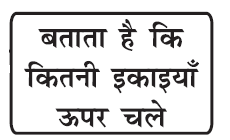 बताता है कि
कितनी इकाइयाँ
ऊपर चले